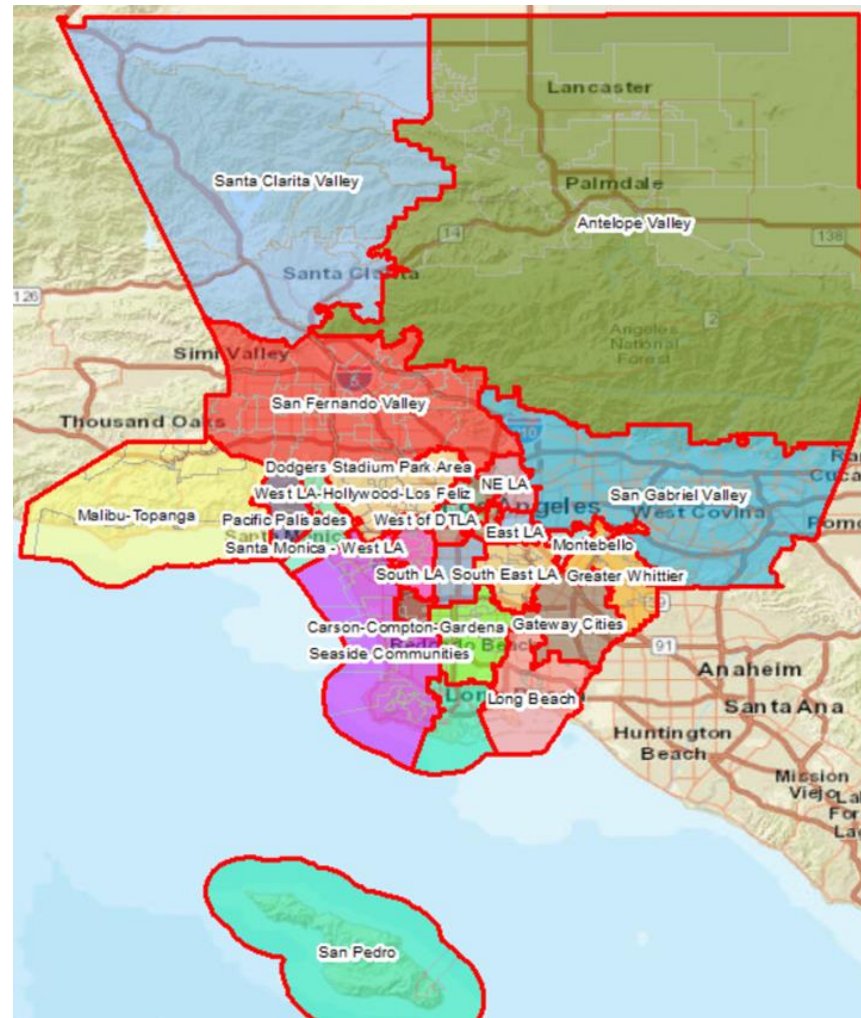 Lancaster
Palmdale
Santa Clarita Valley
Antelope Valley
14
138
Santa Clarita
126
2
Angeles
National
Forest
Simi Valley
5
San Fernando Valley
Thousand Oaks
Dodgers Stadium Park Area
NE LA
West LA-Hollywood-Los Feliz
San Gabriel Valley
Malibu-Topanga
Pacific Palisades
West of DTLA
West Covina
East LA
Santa Monica - West LA
Montebello
South LA
South East LA
Greater Whittier
Carson-Compton-Gardena
Gateway Cities
Redondo Beach
Seaside Communities
91
Anaheim
Long Beach
Santa Ana
Huntington
Beach
Mission
Viejo
San Pedro